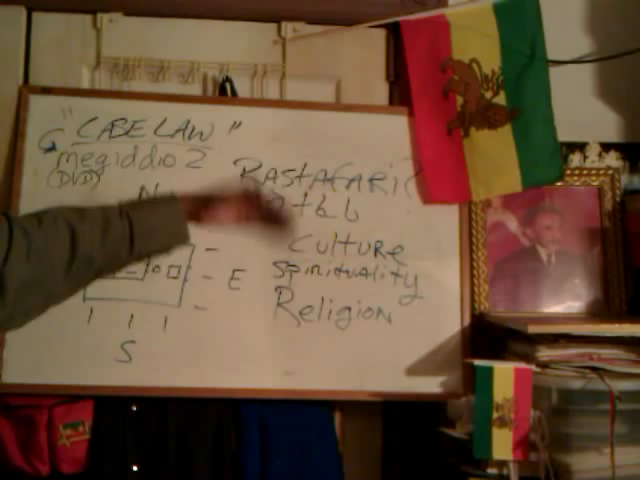 "CASE LAW"
megiddio 2
(DVD)
N
RASTAFARI?
Culture
E
Spirituality
Religion
S